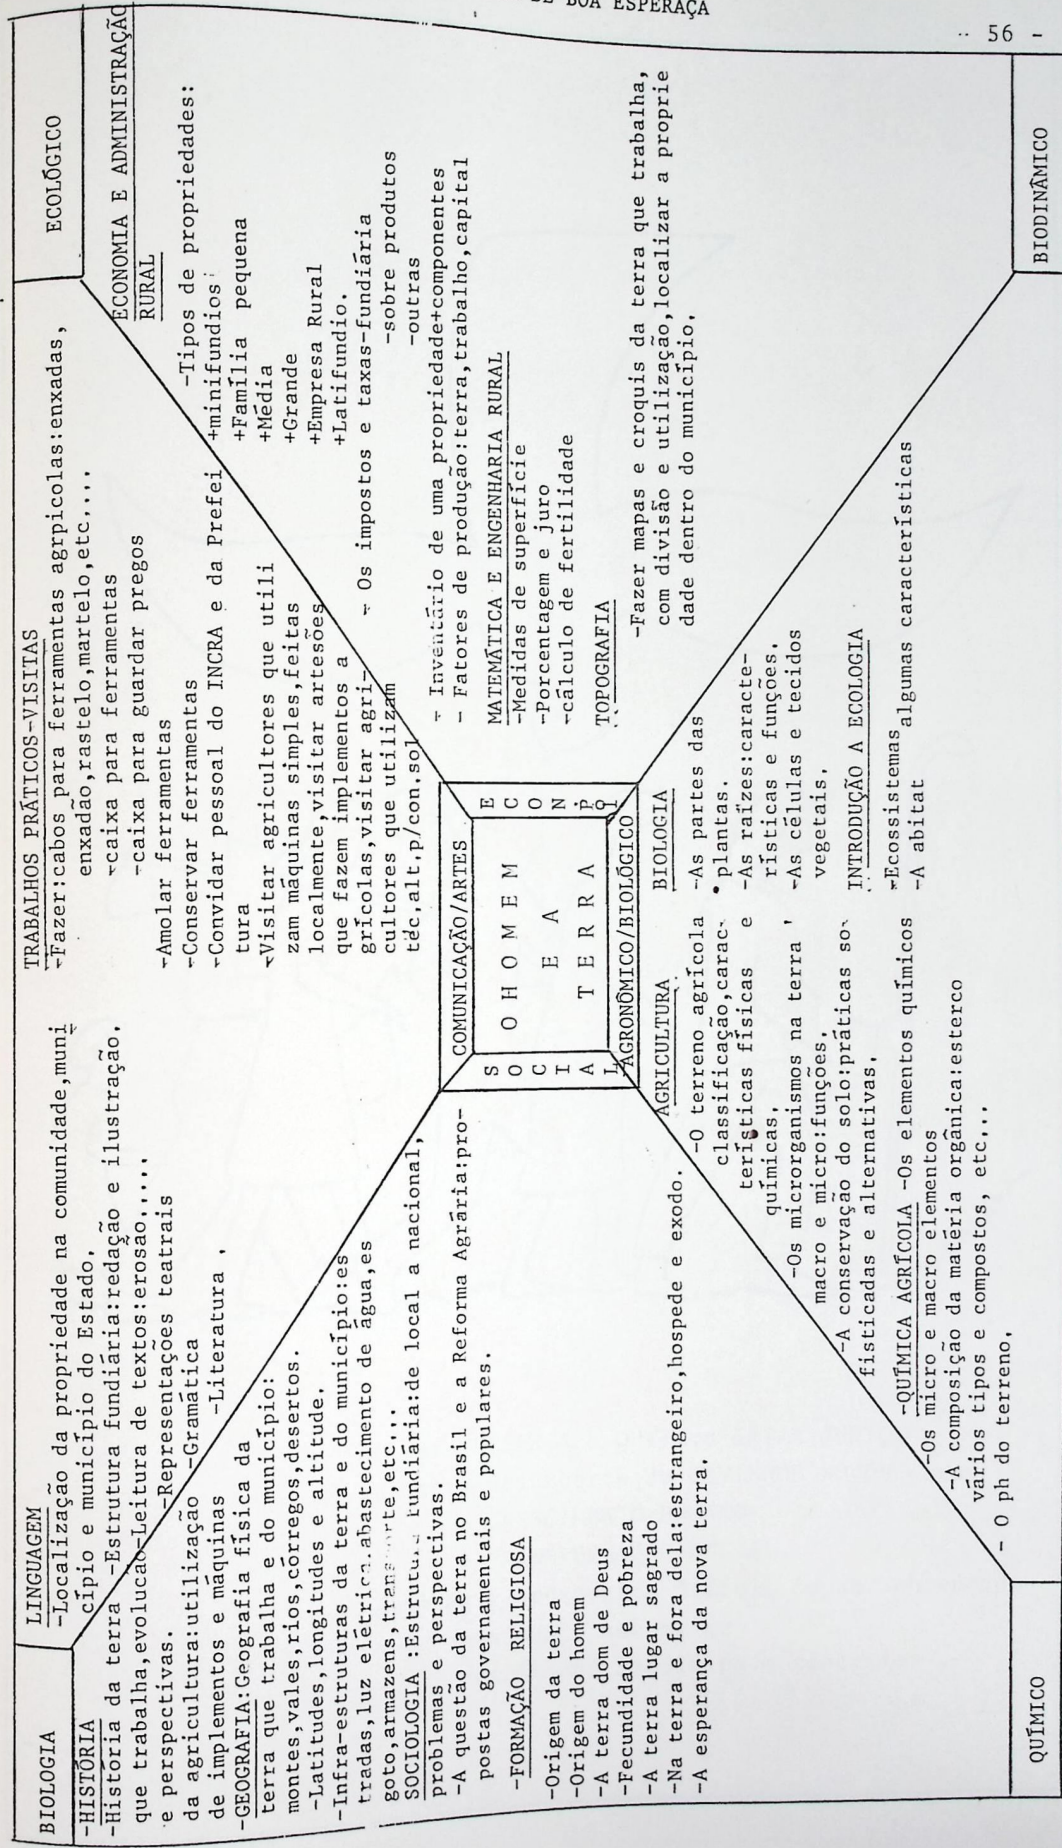 DE BOA ESPERAÇA
56 -
BIOLOGIA
LINGUAGEM
-Localização da propriedade na comunidade,muni
cípio e município do Estado.
-HISTÓRIA
-História da terra -Estrutura fundiária:redação e ilustração.
que trabalha,evolucão-Leitura de textos:erosão,....
e perspectivas. -Representações teatrais
da agricultura:utilização -Gramática
de implementos e máquinas -Literatura .
-GEOGRAFIA:Geografia física da
terra que trabalha e do município:
montes,vales,rios,córregos,desertos.
-Latitudes,longitudes e altitude.
-Infra-estruturas da terra e do município:es
tradas,luz elétrica.abastecimento de água,es
goto,armazens,transporte,etc...
SOCIOLOGIA :Estrutura fundiária:de local a nacional,
problemas e perspectivas.
-A questão da terra no Brasil e a Reforma Agrária:pro-
postas governamentais e populares.
-FORMAÇÃO RELIGIOSA
-Origem da terra
-Origem do homem
-A terra dom de Deus
-Fecundidade e pobreza
-A terra lugar sagrado
-Na terra e fora dela:estrangeiro,hospede e exodo.
-A esperança da nova terra.
QUÍMICO
TRABALHOS PRÁTICOS-VISITAS
-Fazer:cabos para ferramentas agrpicolas:enxadas,
enxadão,rastelo,martelo,etc....
-caixa para ferramentas
-caixa para guardar pregos
-Amolar ferramentas
-Conservar ferramentas
-Convidar pessoal do INCRA e da Prefei
tura
-Visitar agricultores que utili
zam máquinas simples,feitas
localmente,visitar artesões
que fazem implementos a
grícolas,visitar agri-
cultores que utilizam
téc,alt.p/con.sol
ECOLÓGICO
ECONOMIA E ADMINISTRAÇÃO
RURAL
-Tipos de propriedades:
+minifundios
+Família pequena
+Média
+Grande
+Empresa Rural
+Latifundio.
- Os impostos e taxas-fundiária
-sobre produtos
-outras
- Inventário de uma propriedade+componentes
- Fatores de produção:terra,trabalho,capital
MATEMÁTICA E ENGENHARIA RURAL
-Medidas de superfície
-Porcentagem e juro
-cálculo de fertilidade
TOPOGRAFIA
-Fazer mapas e croquis da terra que trabalha,
com divisão e utilização,localizar a proprie
dade dentro do município.
COMUNICAÇÃO/ARTES
SOCIAL
O HOMEM
E A
TERRA
ECON.
AGRONÔMICO/BIOLÓGICO
AGRICULTURA
-O terreno agrícola
classificação,carac-
terísticas físicas e
químicas.
-Os microrganismos na terra '
macro e micro:funções.
-A conservação do solo:práticas so-
fisticadas e alternativas.
-QUÍMICA AGRÍCOLA -Os elementos químicos
-Os micro e macro elementos
-A composição da matéria orgânica:esterco
vários tipos e compostos, etc...
- O ph do terreno.
BIOLOGIA
-As partes das
plantas.
-As raízes:caracte-
rísticas e funções.
-As células e tecidos
vegetais.
INTRODUÇÃO A ECOLOGIA
-Ecossistemas
-A abitat algumas características
BIODINÂMICO